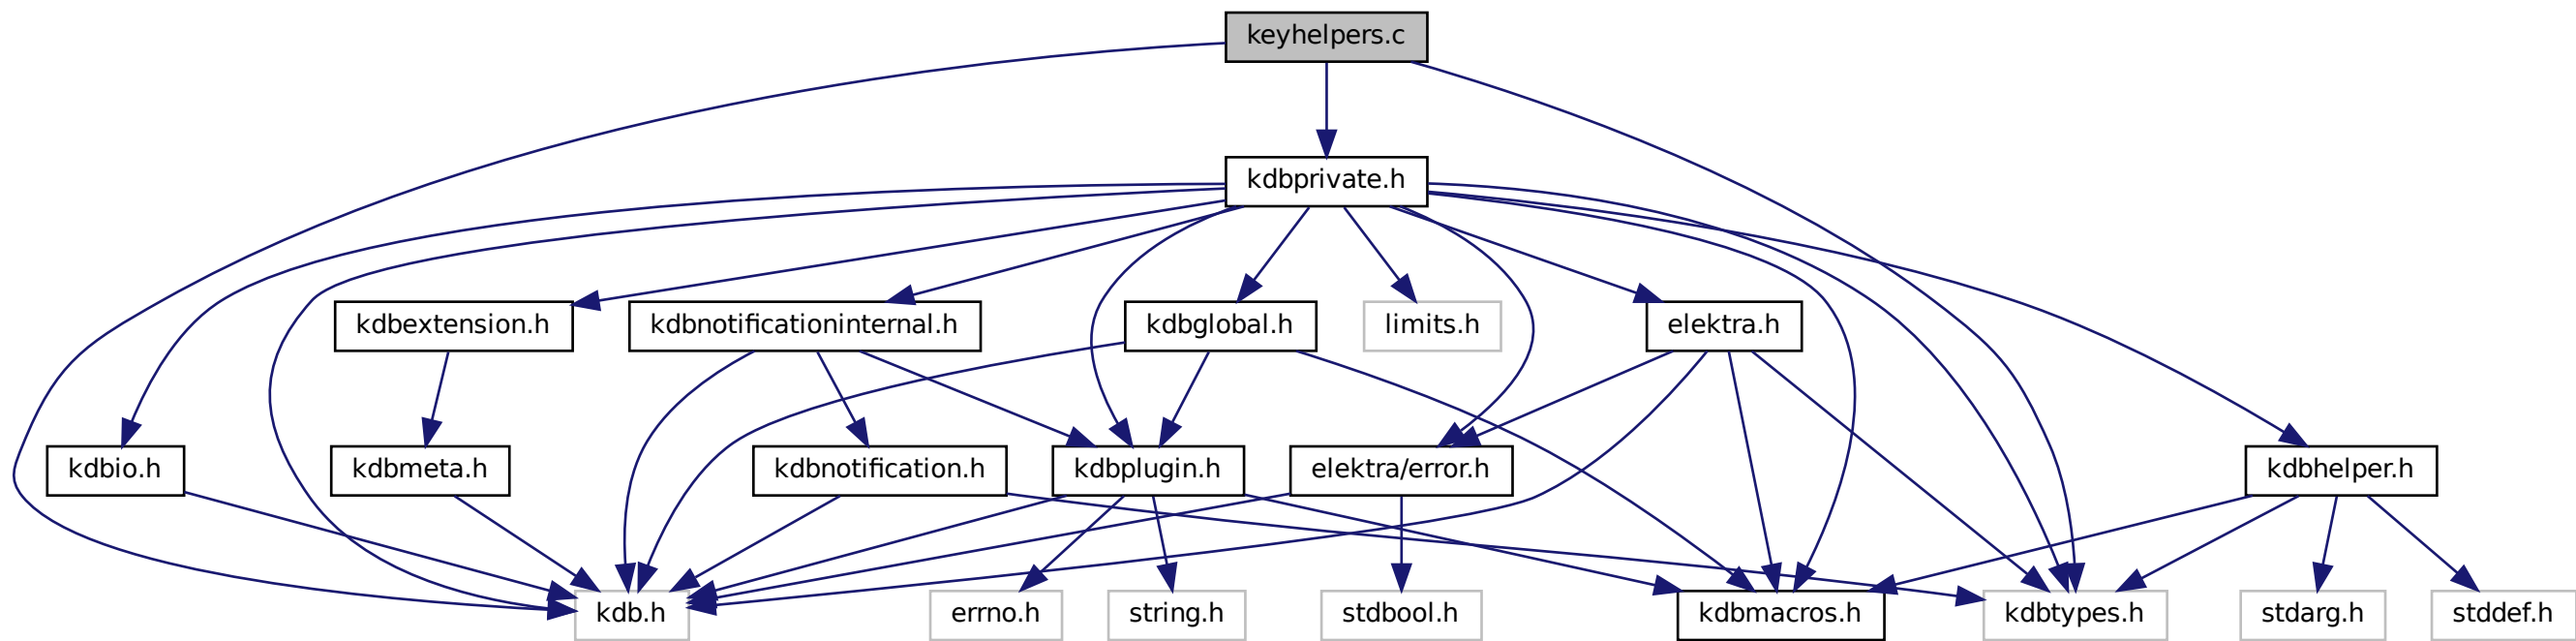 keyhelpers.c
kdbprivate.h
kdbextension.h
kdbnotificationinternal.h
kdbglobal.h
limits.h
elektra.h
kdbio.h
kdbmeta.h
kdbnotification.h
kdbplugin.h
elektra/error.h
kdbhelper.h
kdb.h
errno.h
string.h
stdbool.h
kdbmacros.h
kdbtypes.h
stdarg.h
stddef.h